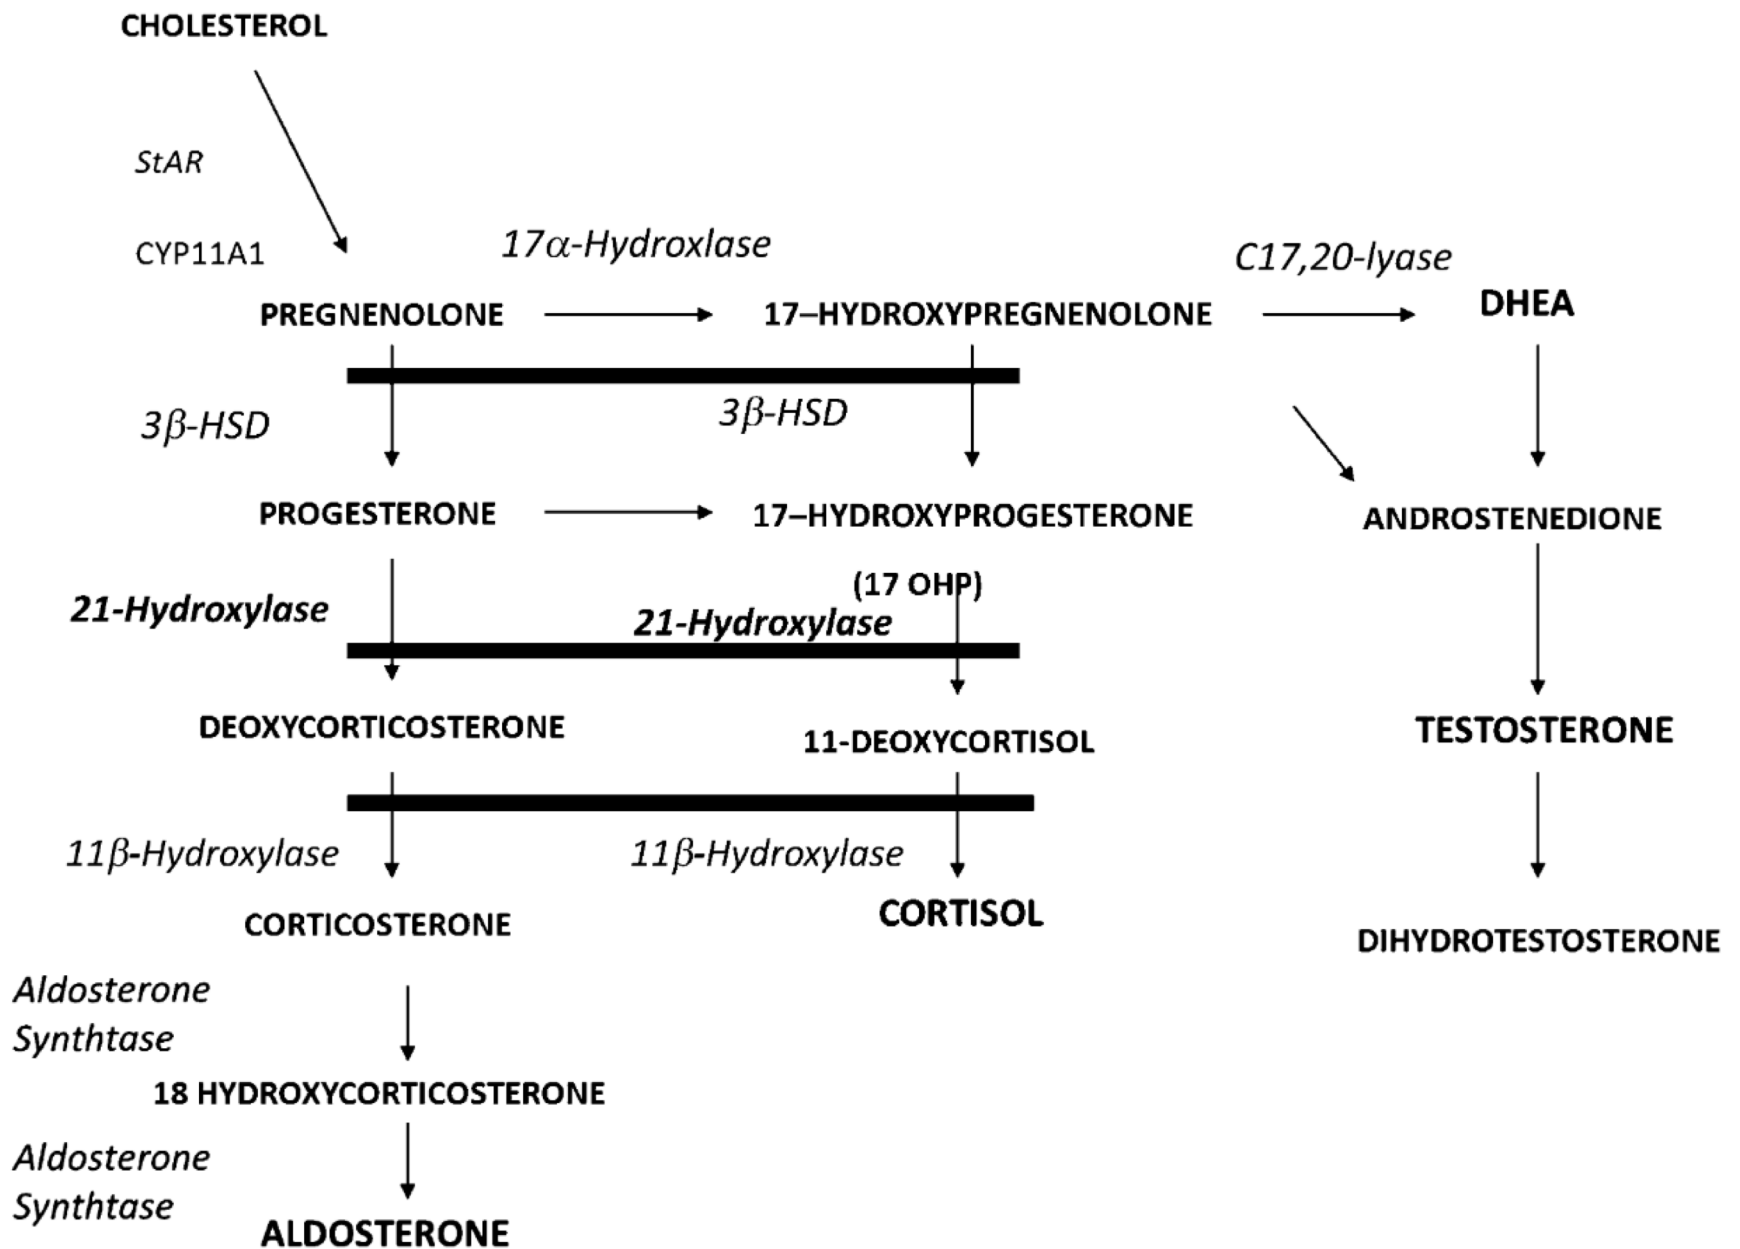 CHOLESTEROL
StAR
CYP11A1
17α-Hydroxlase
C17,20-lyase
PREGNENOLONE
17–HYDROXYPREGNENOLONE
DHEA
3β-HSD
3β-HSD
PROGESTERONE
17–HYDROXYPROGESTERONE
ANDROSTENEDIONE
(17 OHP)
21-Hydroxylase
21-Hydroxylase
DEOXYCORTICOSTERONE
11-DEOXYCORTISOL
TESTOSTERONE
11β-Hydroxylase
11β-Hydroxylase
CORTICOSTERONE
CORTISOL
DIHYDROTESTOSTERONE
Aldosterone
Synthtase
18 HYDROXYCORTICOSTERONE
Aldosterone
Synthtase
ALDOSTERONE